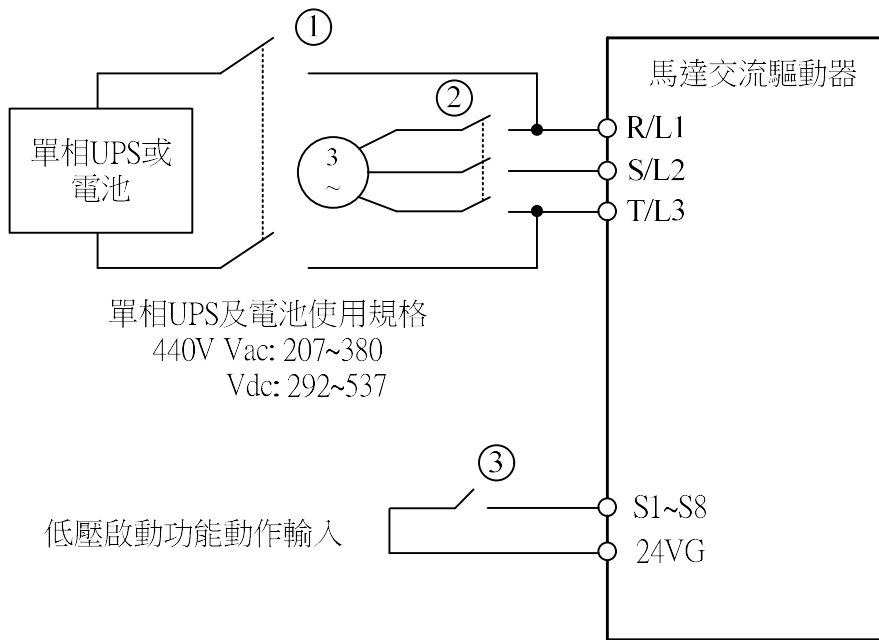 ①
馬達交流驅動器
②
R/L1
單相UPS或
電池
3
~
S/L2
T/L3
單相UPS及電池使用規格
440V Vac: 207~380
Vdc: 292~537
③
S1~S8
低壓啟動功能動作輸入
24VG